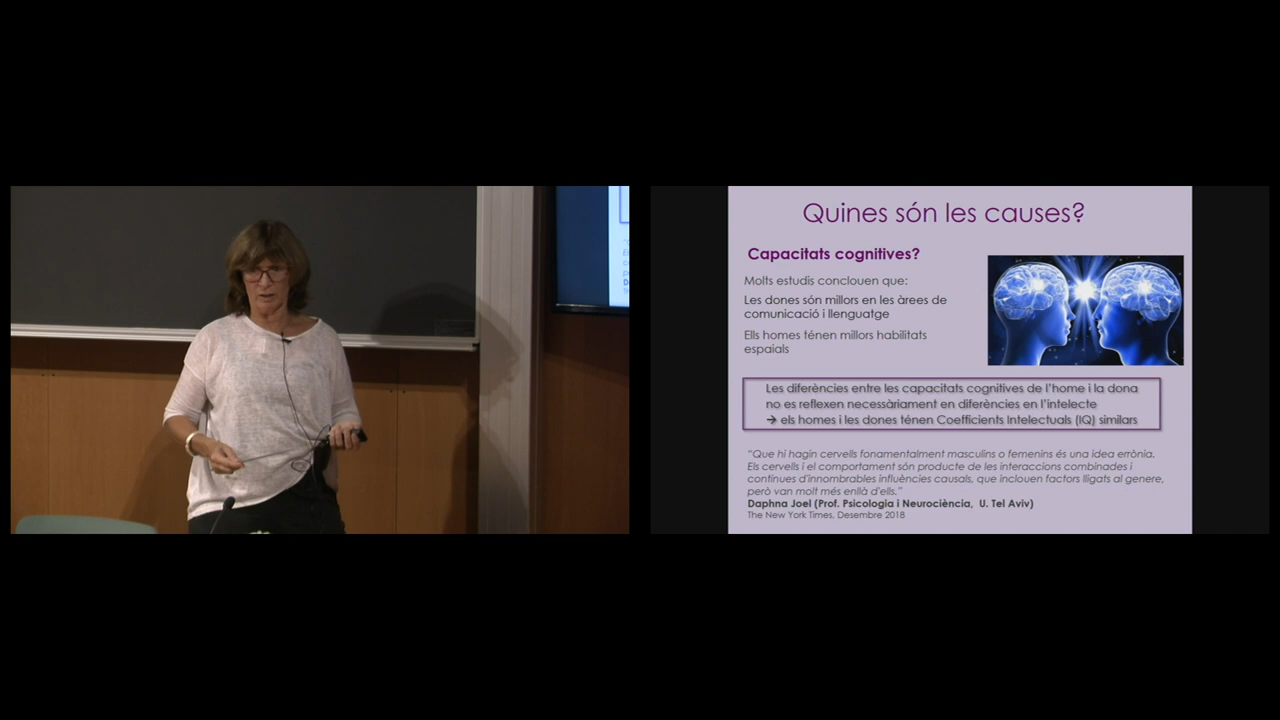 Quines són les causes?
Capacitats cognitives?
Molts estudis conclouen que:
Les dones són millors en les àrees de
comunicació i llenguatge
Ells homes ténen millors habilitats
espaials
Les diferències entre les capacitats cognitives de l'home i la dona
no es reflexen necessàriament en diferències en l'intelecte
→ els homes i les dones ténen Coefficients Intelectuals (IQ) similars
"Que hi hagin cervells fonamentalment masculins o femenins és una idea errònia.
Els cervells i el comportament són producte de les interaccions combinades i
contínues d'innombrables influències causals, que inclouen factors lligats al genere,
però van molt més enllà d'ells."
Daphna Joel (Prof. Psicologia i Neurociència, U. Tel Aviv)
The New York Times, Desembre 2018